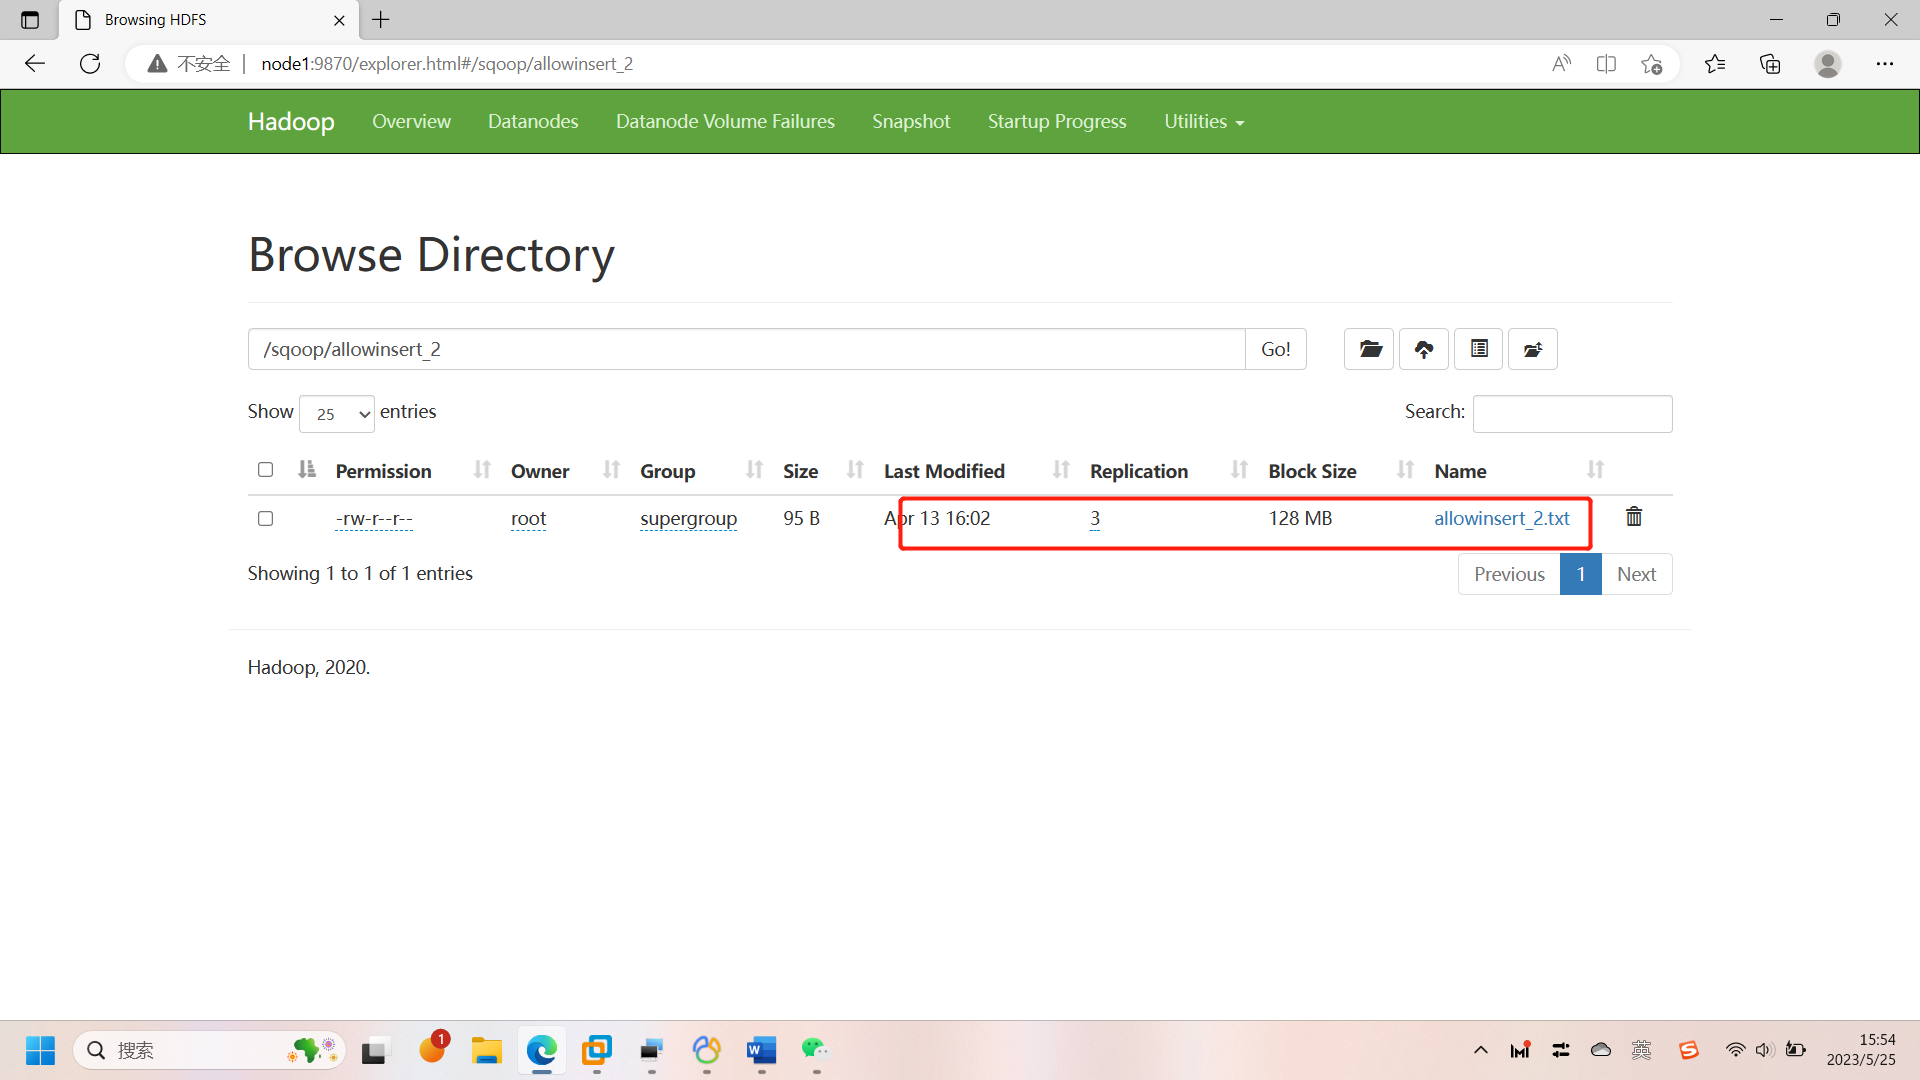 Browsing HDFS
不安全 node1:9870/explorer.html#/sqoop/allowinsert_2
Hadoop Overview Datanodes Datanode Volume Failures Snapshot Startup Progress Utilities
Browse Directory
/sqoop/allowinsert_2 Go!
Show 25 entries Search:
Permission Owner Group Size Last Modified Replication Block Size Name
-rw-r--r-- root supergroup 95 B Apr 13 16:02 3 128 MB allowinsert_2.txt
Showing 1 to 1 of 1 entries Previous 1 Next
Hadoop, 2020.
搜索 1 英 15:54
2023/5/25